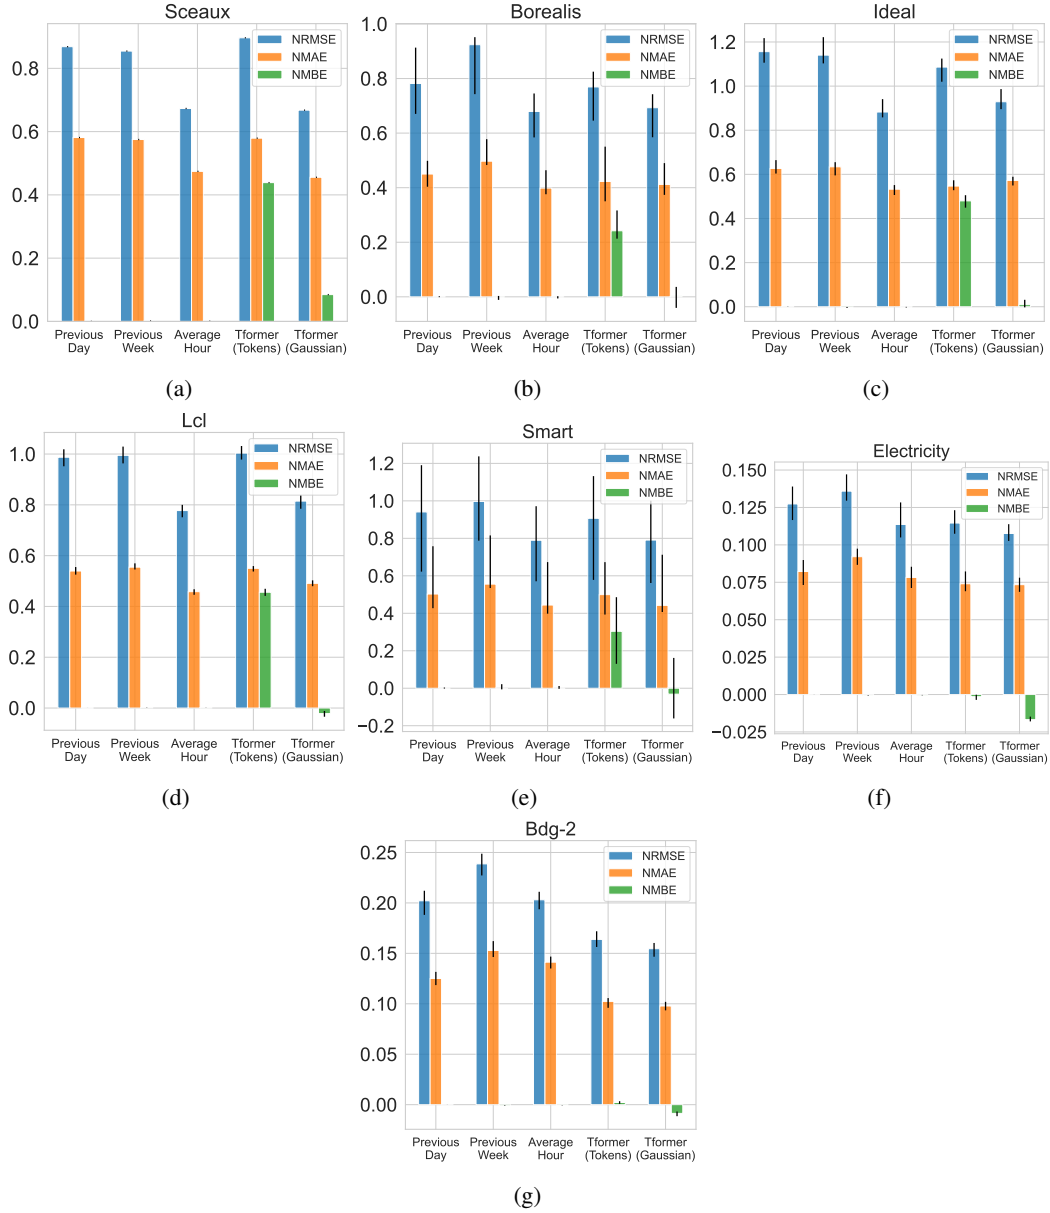 Sceaux
0.8
0.6
0.4
0.2
0.0
NRMSE
NMAE
NMBE
Previous Day
Previous Week
Average Hour
Tformer (Tokens)
Tformer (Gaussian)
(a)
Borealis
1.0
0.8
0.6
0.4
0.2
0.0
NRMSE
NMAE
NMBE
Previous Day
Previous Week
Average Hour
Tformer (Tokens)
Tformer (Gaussian)
(b)
Ideal
1.2
1.0
0.8
0.6
0.4
0.2
0.0
NRMSE
NMAE
NMBE
Previous Day
Previous Week
Average Hour
Tformer (Tokens)
Tformer (Gaussian)
(c)
Lcl
1.0
0.8
0.6
0.4
0.2
0.0
NRMSE
NMAE
NMBE
Previous Day
Previous Week
Average Hour
Tformer (Tokens)
Tformer (Gaussian)
(d)
Smart
1.2
1.0
0.8
0.6
0.4
0.2
0.0
−0.2
NRMSE
NMAE
NMBE
Previous Day
Previous Week
Average Hour
Tformer (Tokens)
Tformer (Gaussian)
(e)
Electricity
0.150
0.125
0.100
0.075
0.050
0.025
0.000
−0.025
NRMSE
NMAE
NMBE
Previous Day
Previous Week
Average Hour
Tformer (Tokens)
Tformer (Gaussian)
(f)
Bdg-2
0.25
0.20
0.15
0.10
0.05
0.00
NRMSE
NMAE
NMBE
Previous Day
Previous Week
Average Hour
Tformer (Tokens)
Tformer (Gaussian)
(g)